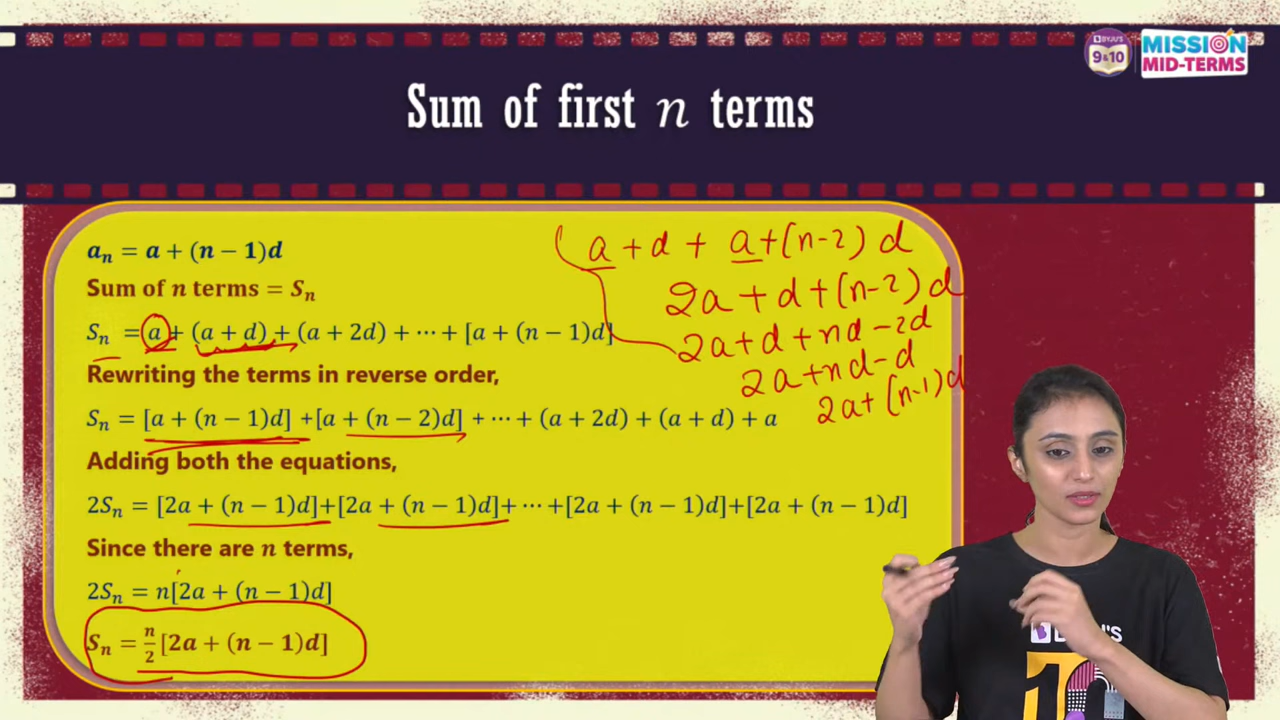 BYJU'S
9 & 10
MISSION
MID-TERMS
Sum of first n terms
aₙ = a + (n − 1)d
Sum of n terms = Sₙ
Sₙ = a + (a + d) + (a + 2d) + ⋯ + [a + (n − 1)d]
Rewriting the terms in reverse order,
Sₙ = [a + (n − 1)d] +[a + (n − 2)d] + ⋯ + (a + 2d) + (a + d) + a
Adding both the equations,
2Sₙ = [2a + (n − 1)d]+[2a + (n − 1)d]+ ⋯ +[2a + (n − 1)d]+[2a + (n − 1)d]
Since there are n terms,
2Sₙ = n[2a + (n − 1)d]
Sₙ = n/2 [2a + (n − 1)d]
a + d + a + (n-2) d
2a + d + (n-2) d
2a + d + nd - 2d
2a + nd - d
2a + (n-1) d
BYJU'S